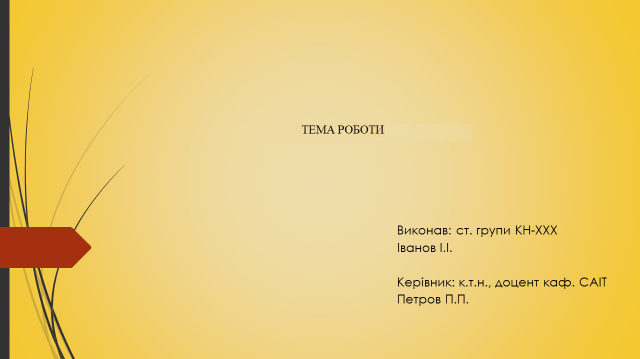 ТЕМА РОБОТИ
Виконав: ст. групи КН-ХХХ
Іванов І.І.
Керівник: к.т.н., доцент каф. САІТ
Петров П.П.